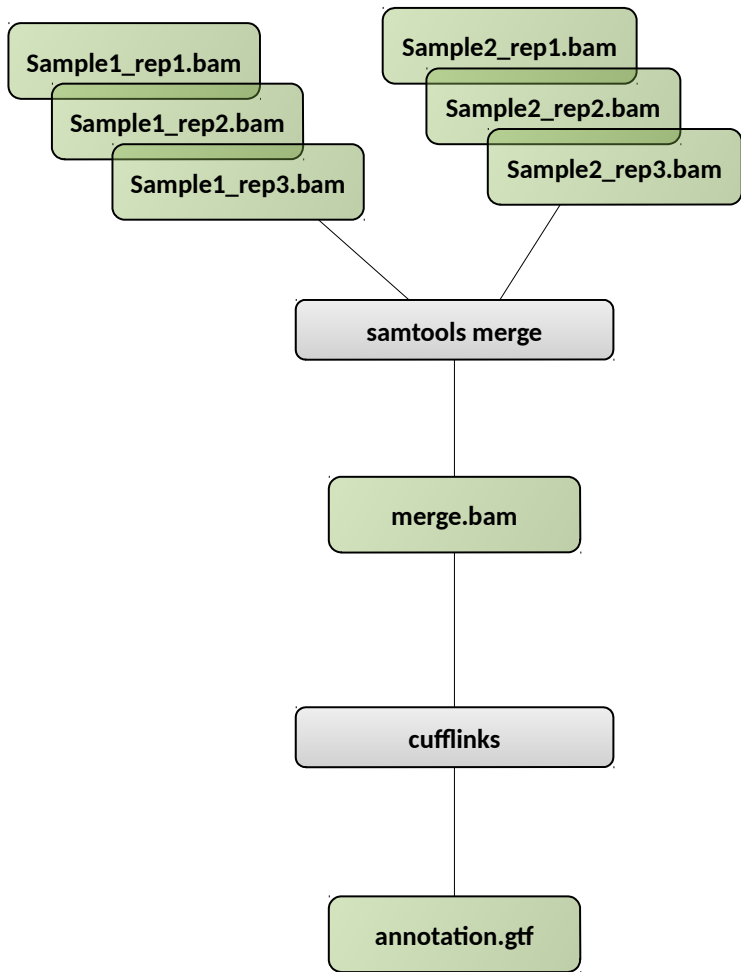 Sample1_rep1.bam
Sample1_rep2.bam
Sample1_rep3.bam
Sample2_rep1.bam
Sample2_rep2.bam
Sample2_rep3.bam
samtools merge
merge.bam
cufflinks
annotation.gtf